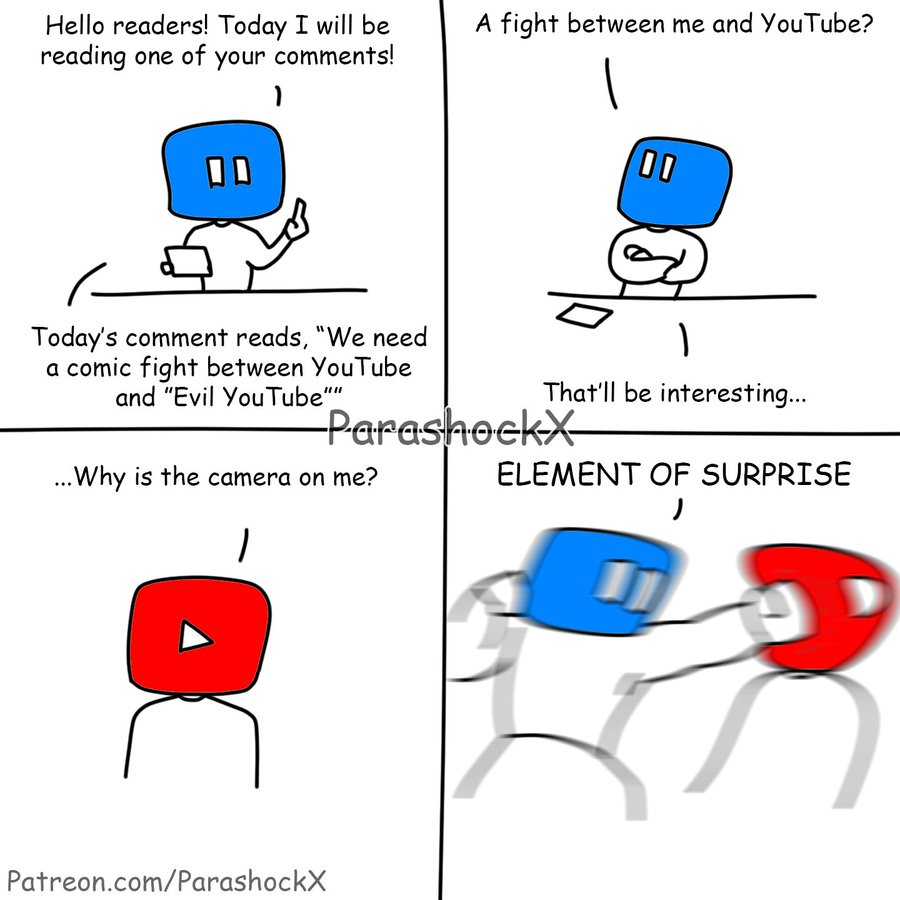 Hello readers! Today I will be
reading one of your comments!
Today's comment reads, "We need
a comic fight between YouTube
and "Evil YouTube""
A fight between me and YouTube?
That'll be interesting...
ParashockX
...Why is the camera on me?
ELEMENT OF SURPRISE
Patreon.com/ParashockX